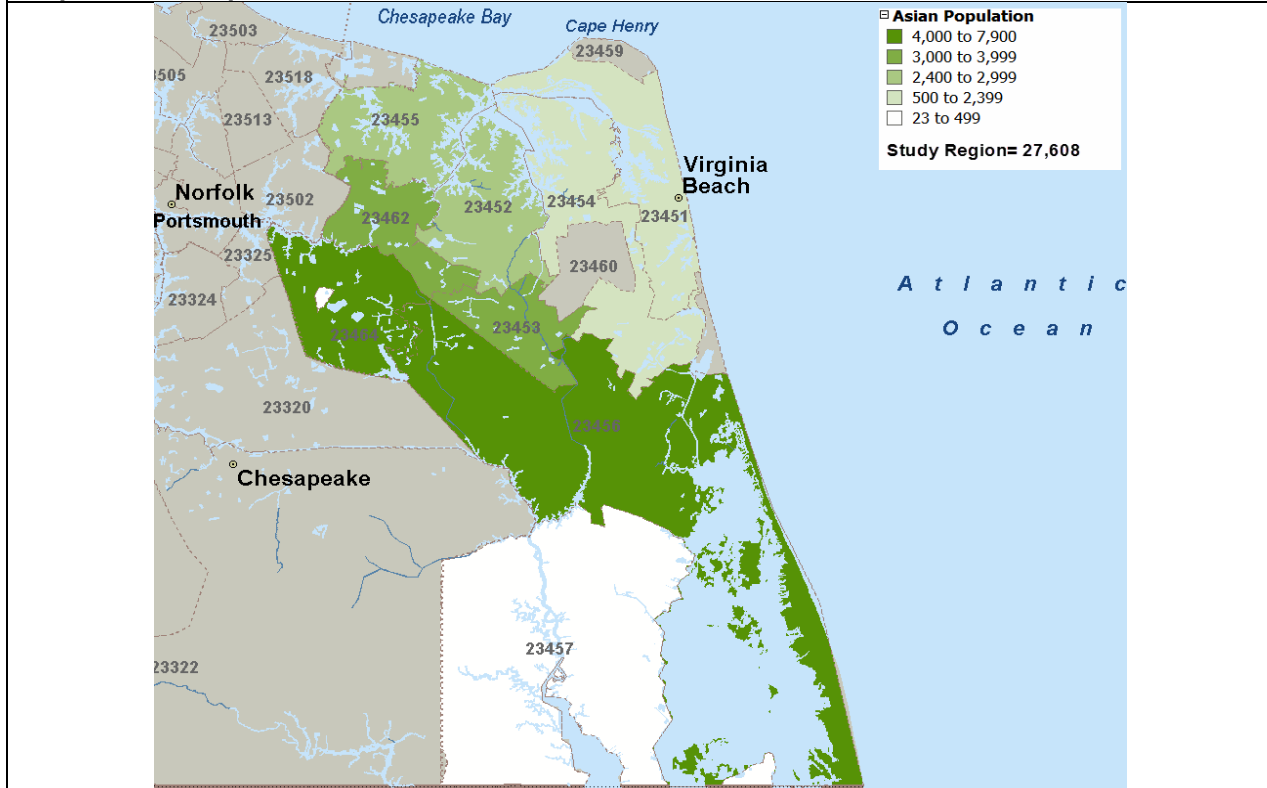 Chesapeake Bay
Cape Henry
Asian Population
4,000 to 7,900
3,000 to 3,999
2,400 to 2,999
500 to 2,399
23 to 499
Study Region= 27,608
23503
23459
23518
23513
23455
Virginia
Beach
Norfolk
Portsmouth
23502
23462
23452
23454
23451
23325
23460
23324
23464
23453
Atlantic
Ocean
23320
23456
Chesapeake
23457
23322